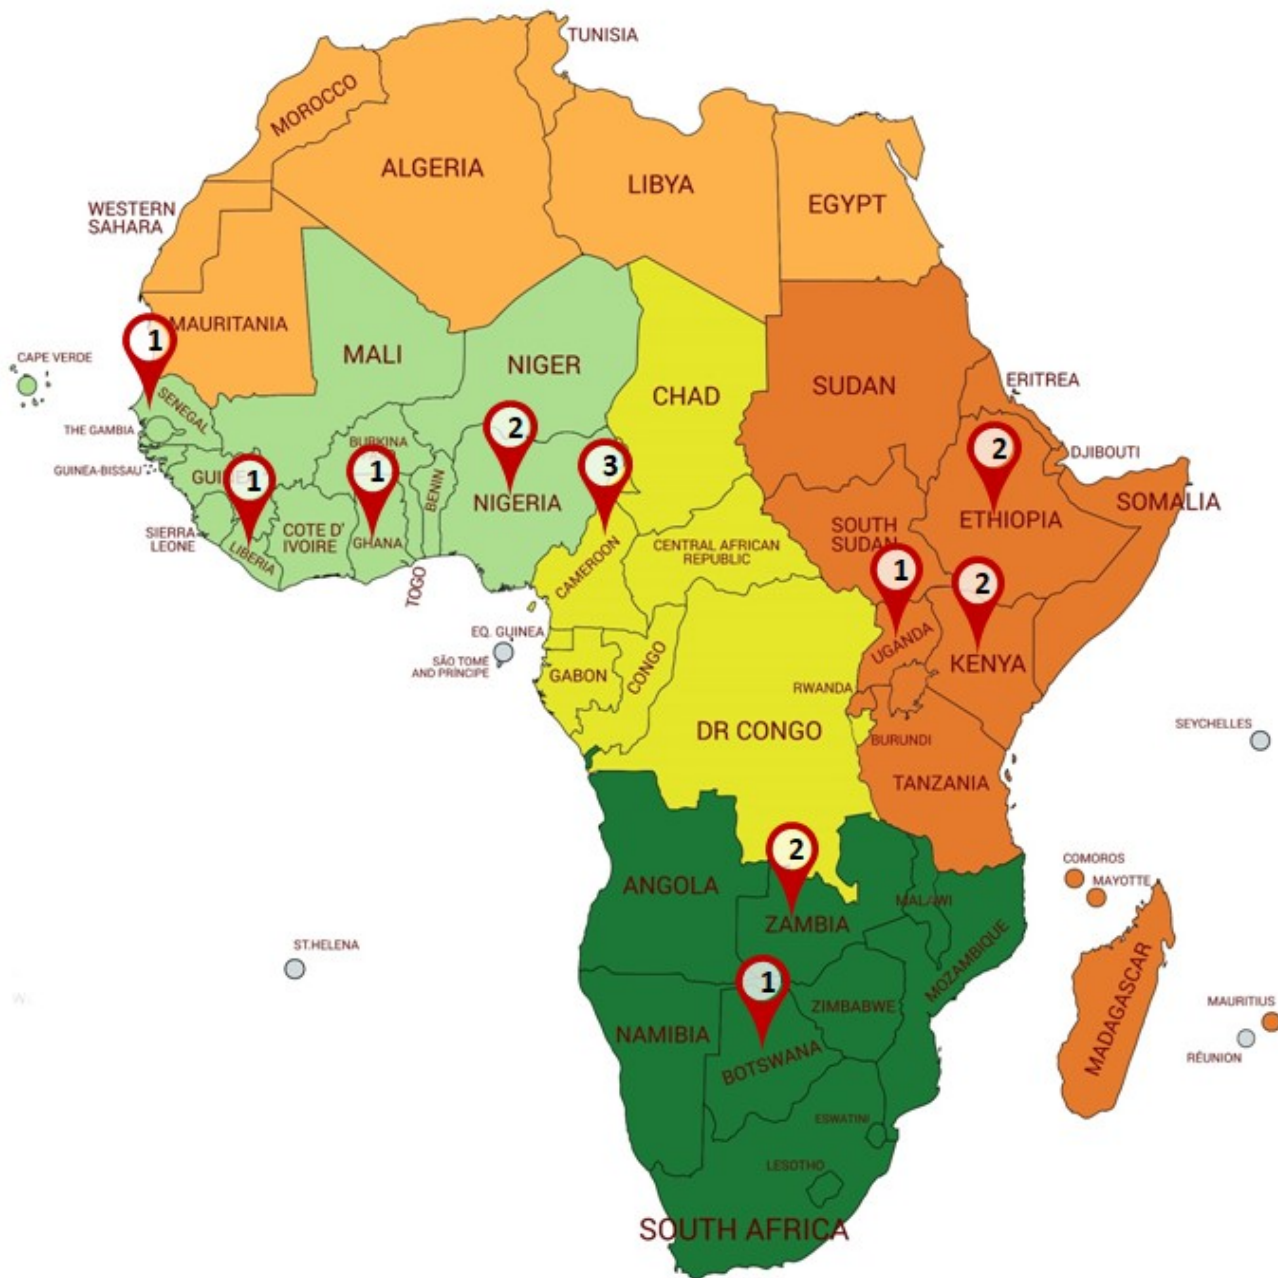 TUNISIA
MOROCCO
ALGERIA
LIBYA
EGYPT
WESTERN
SAHARA
MAURITANIA
1
CAPE VERDE
MALI
NIGER
CHAD
SUDAN
ERITREA
SENEGAL
THE GAMBIA
GUINEA-BISSAU
1
BURKINA
1
2
3
2
DJIBOUTI
SOMALIA
BENIN
NIGERIA
ETHIOPIA
SIERRA
LEONE
LIBERIA
COTE D'
IVOIRE
GHANA
TOGO
CAMEROON
CENTRAL AFRICAN
REPUBLIC
SOUTH
SUDAN
1
2
EQ. GUINEA
SÃO TOMÉ
AND PRÍNCIPE
GABON
CONGO
UGANDA
KENYA
RWANDA
DR CONGO
BURUNDI
TANZANIA
SEYCHELLES
2
ANGOLA
ZAMBIA
MALAWI
COMOROS
MAYOTTE
ST.HELENA
1
MOZAMBIQUE
ZIMBABWE
MADAGASCAR
MAURITIUS
RÉUNION
NAMIBIA
BOTSWANA
ESWATINI
LESOTHO
SOUTH AFRICA